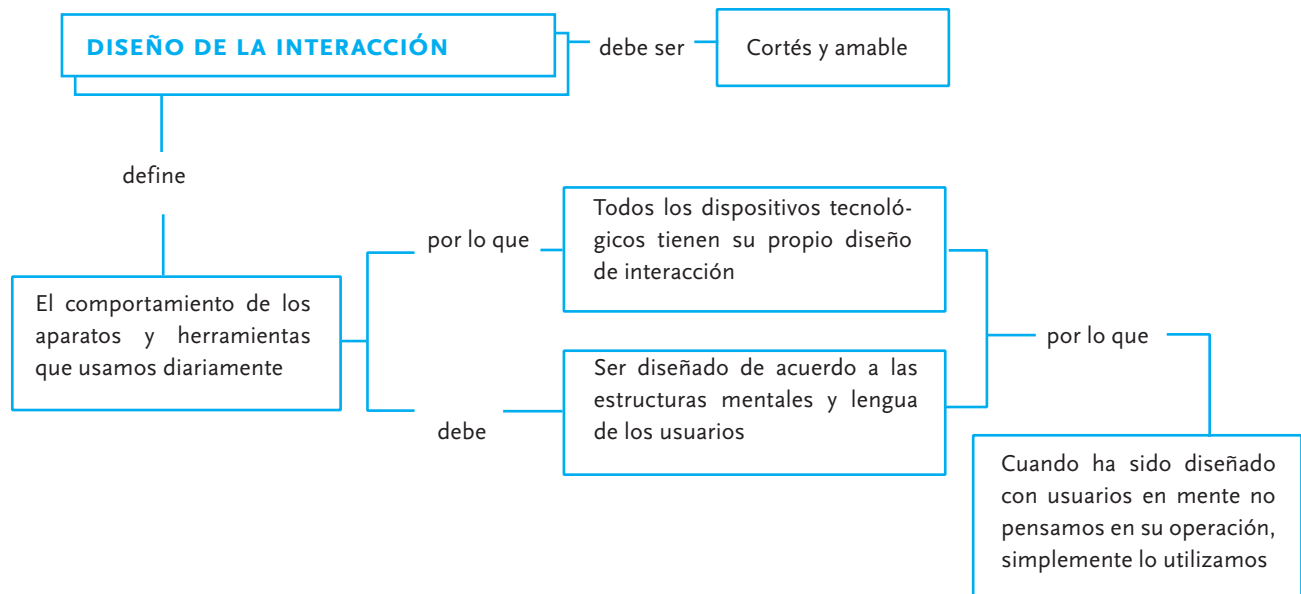 DISEÑO DE LA INTERACCIÓN
debe ser
Cortés y amable
define
El comportamiento de los
aparatos y herramientas
que usamos diariamente
por lo que
Todos los dispositivos tecnoló-
gicos tienen su propio diseño
de interacción
debe
Ser diseñado de acuerdo a las
estructuras mentales y lengua
de los usuarios
por lo que
Cuando ha sido diseñado
con usuarios en mente no
pensamos en su operación,
simplemente lo utilizamos